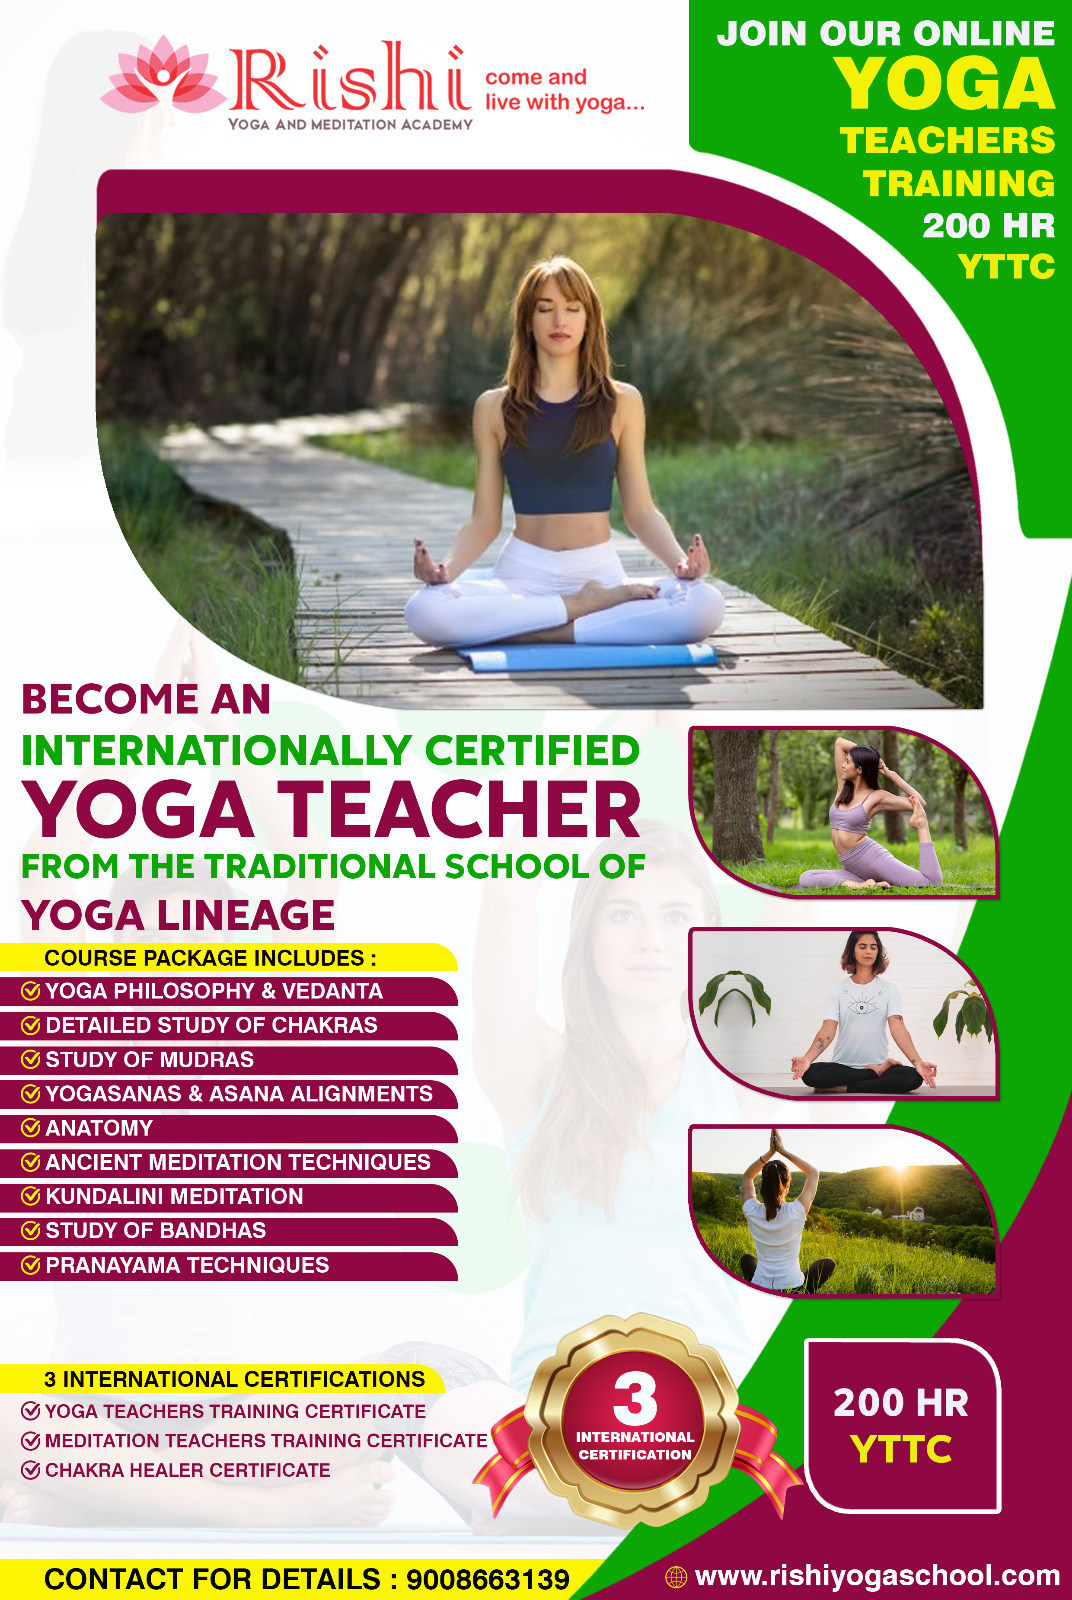 Rishi
YOGA AND MEDITATION ACADEMY
come and
live with yoga...
JOIN OUR ONLINE
YOGA
TEACHERS
TRAINING
200 HR
YTTC
BECOME AN
INTERNATIONALLY CERTIFIED
YOGA TEACHER
FROM THE TRADITIONAL SCHOOL OF
YOGA LINEAGE
COURSE PACKAGE INCLUDES :
YOGA PHILOSOPHY & VEDANTA
DETAILED STUDY OF CHAKRAS
STUDY OF MUDRAS
YOGASANAS & ASANA ALIGNMENTS
ANATOMY
ANCIENT MEDITATION TECHNIQUES
KUNDALINI MEDITATION
STUDY OF BANDHAS
PRANAYAMA TECHNIQUES
3 INTERNATIONAL CERTIFICATIONS
YOGA TEACHERS TRAINING CERTIFICATE
MEDITATION TEACHERS TRAINING CERTIFICATE
CHAKRA HEALER CERTIFICATE
3
INTERNATIONAL
CERTIFICATION
200 HR
YTTC
CONTACT FOR DETAILS : 9008663139
www.rishiyogaschool.com